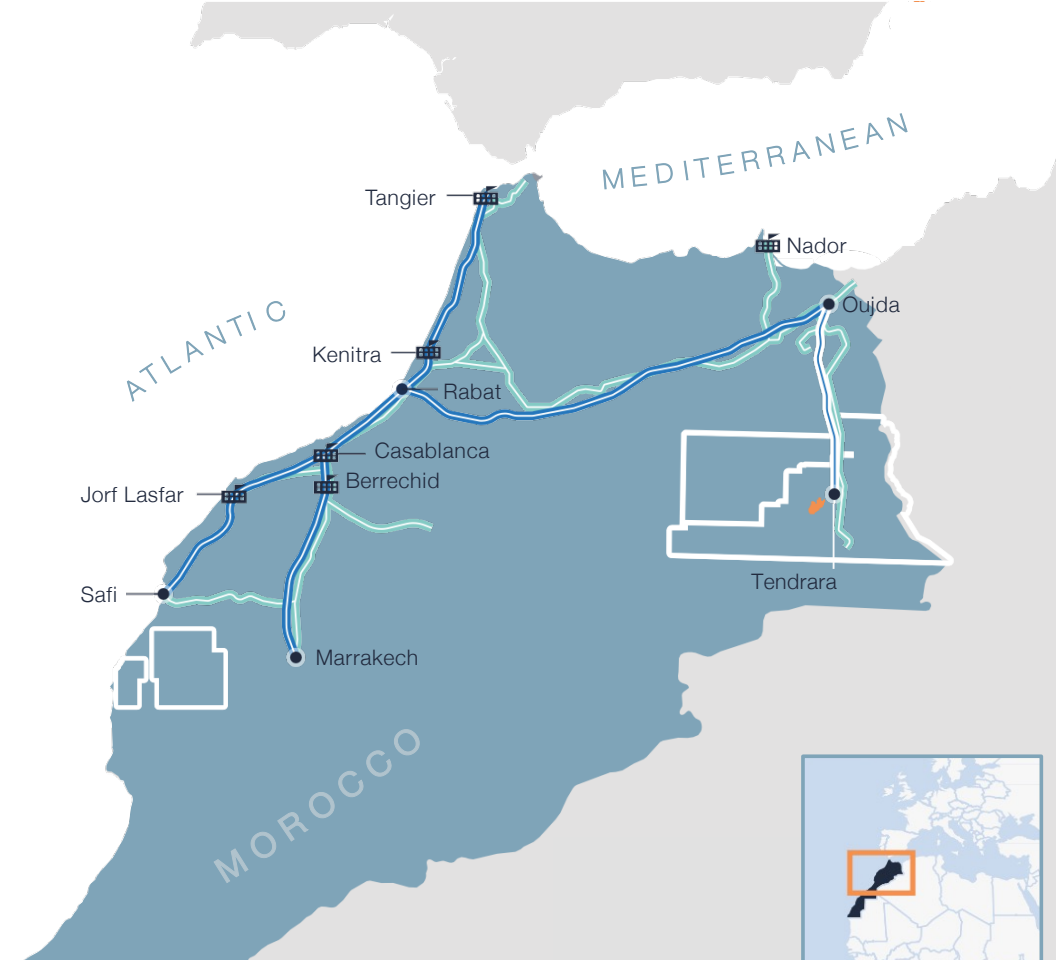 MEDITERRANEAN
Tangier
Nador
Oujda
ATLANTIC
Kenitra
Rabat
Casablanca
Berrechid
Jorf Lasfar
Tendrara
Safi
Marrakech
MOROCCO